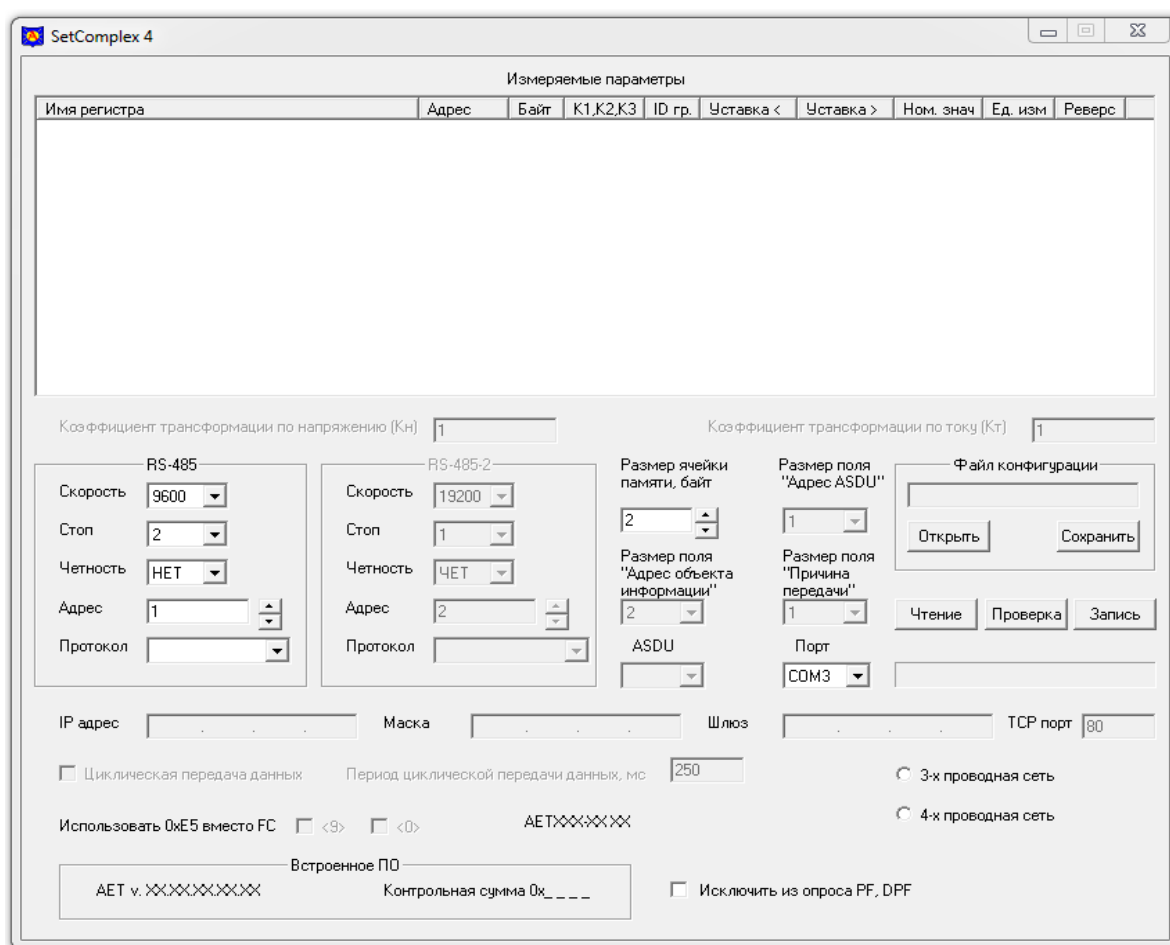 SetComplex 4
Измеряемые параметры
Имя регистра Адрес Байт K1,K2,K3 ID гр. Уставка < Уставка > Ном. знач Ед. изм Реверс
Коэффициент трансформации по напряжению (Кн) 1 Коэффициент трансформации по току (Кт) 1
RS-485
Скорость 9600
Стоп 2
Четность НЕТ
Адрес 1
Протокол
RS-485-2
Скорость 19200
Стоп 1
Четность ЧЕТ
Адрес 2
Протокол
Размер ячейки
памяти, байт
2
Размер поля
"Адрес объекта
информации"
2
ASDU
Размер поля
"Адрес ASDU"
1
Размер поля
"Причина
передачи"
1
Порт
COM3
Файл конфигурации
Открыть Сохранить
Чтение Проверка Запись
IP адрес . . . Маска . . . Шлюз . . . TCP порт 80
Циклическая передача данных Период циклической передачи данных, мс 250 3-х проводная сеть
Использовать 0xE5 вместо FC <9> <0> AETXXX-XX XX 4-х проводная сеть
Встроенное ПО
AET v. XX.XX.XX.XX.XX Контрольная сумма 0x_ _ _ _ Исключить из опроса PF, DPF